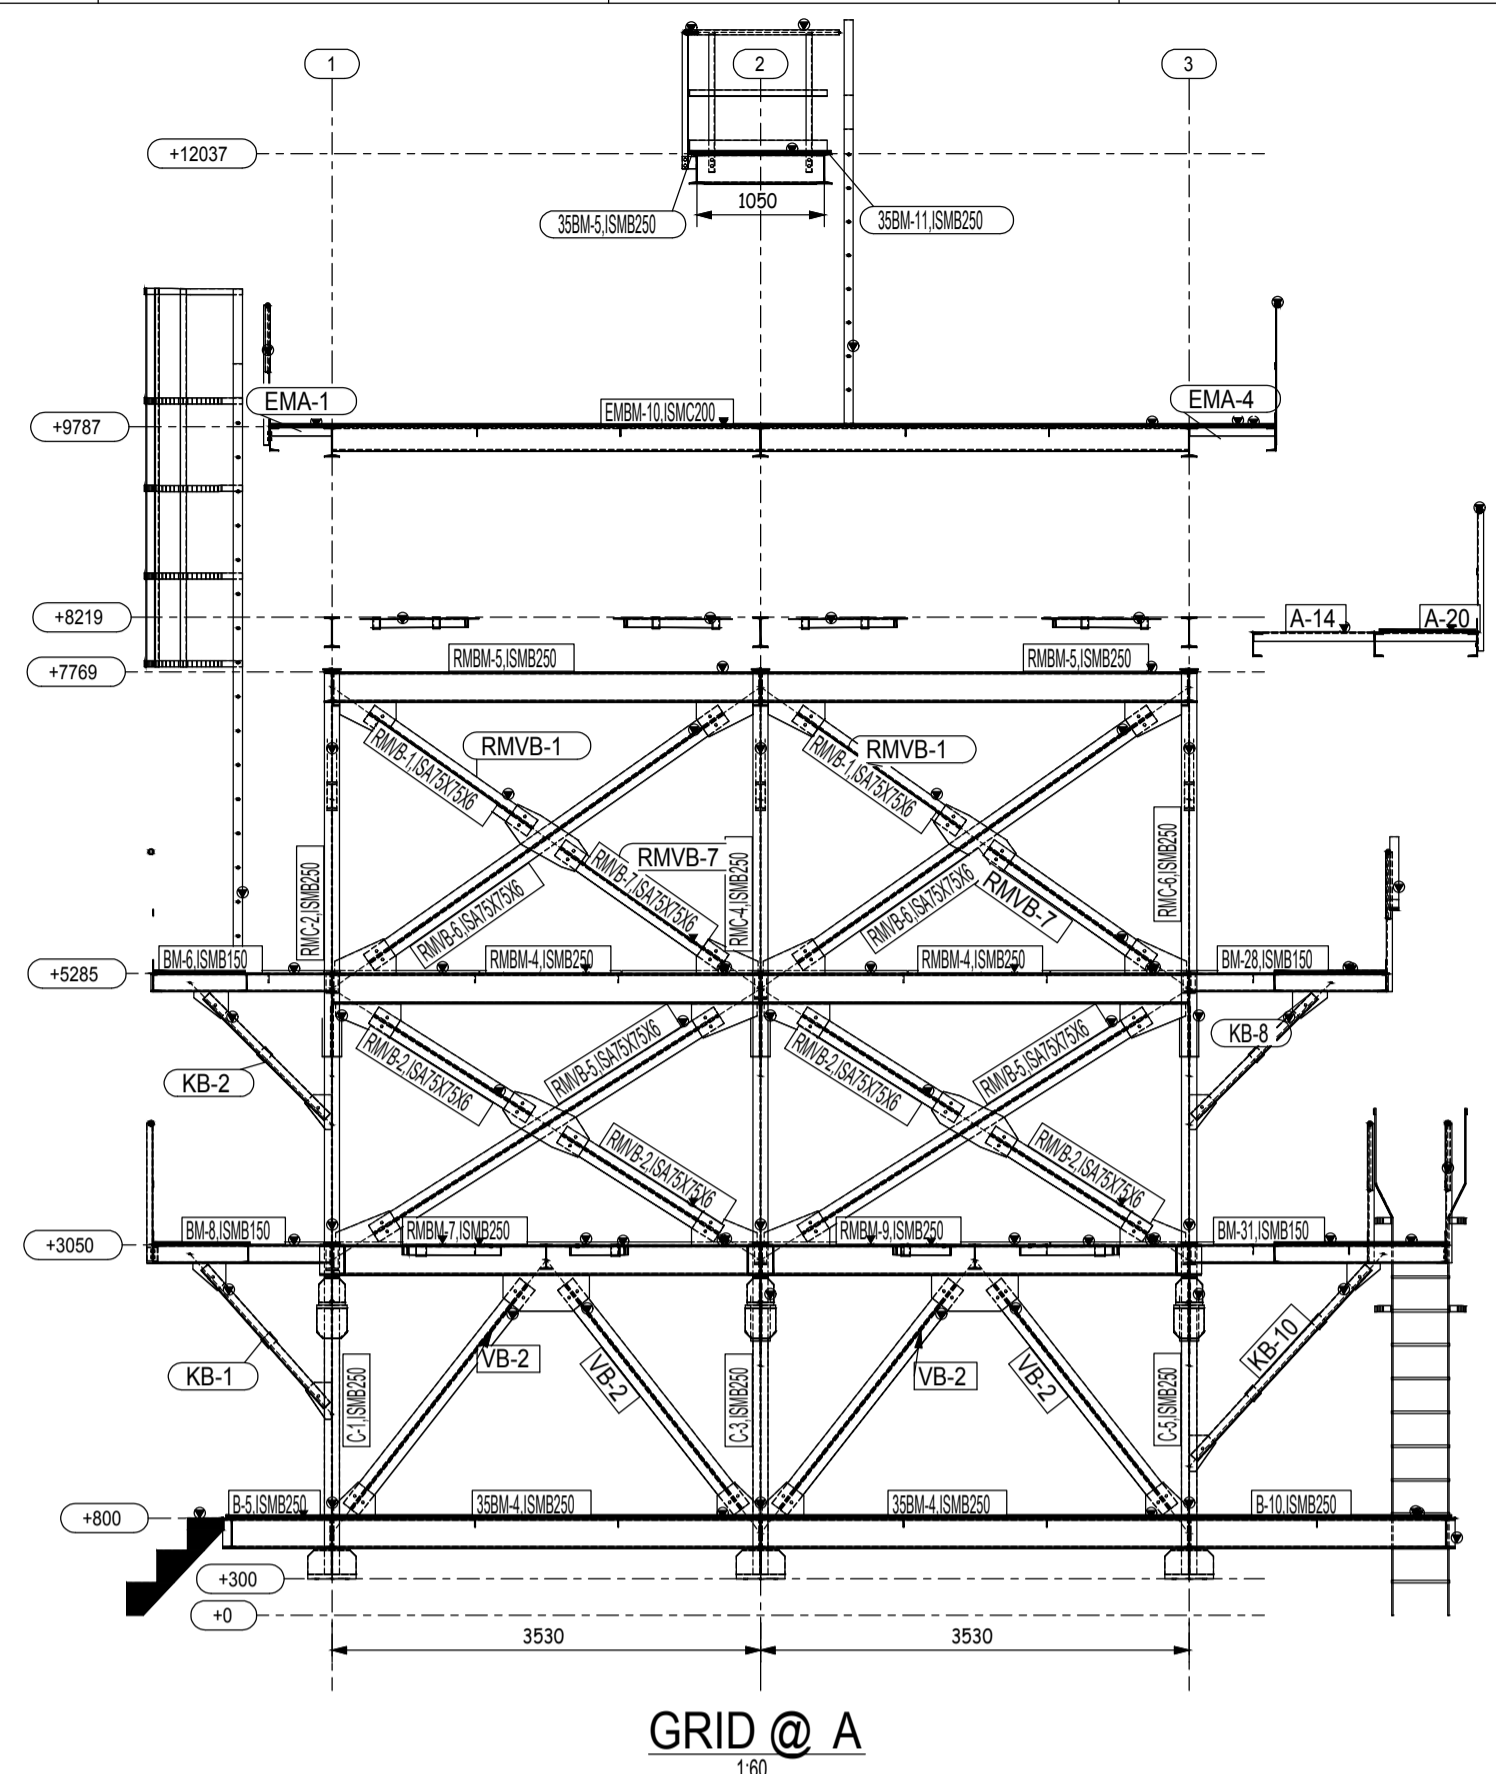 1
2
3
+12037
1050
35BM-5,ISMB250
35BM-11,ISMB250
EMA-1
EMBM-10,ISMC200
EMA-4
+9787
+8219
A-14
A-20
+7769
RMBM-5,ISMB250
RMBM-5,ISMB250
RMVB-1,ISA75X75X6
RMVB-1
RMVB-1,ISA75X75X6
RMVB-1
RMC-2,ISMB250
RMVB-6,ISA75X75X6
RMVB-7,ISA75X75X6
RMVB-7
RMC-4,ISMB250
RMVB-6,ISA75X75X6
RMVB-7
RMC-6,ISMB250
+5285
BM-6,ISMB150
RMBM-4,ISMB250
RMBM-4,ISMB250
BM-28,ISMB150
KB-2
RMVB-2,ISA75X75X6
RMVB-5,ISA75X75X6
RMVB-2,ISA75X75X6
RMVB-5,ISA75X75X6
KB-8
RMVB-2,ISA75X75X6
RMVB-2,ISA75X75X6
+3050
BM-8,ISMB150
RMBM-7,ISMB250
RMBM-9,ISMB250
BM-31,ISMB150
KB-1
C-1,ISMB250
VB-2
VB-2
C-3,ISMB250
VB-2
VB-2
C-5,ISMB250
KB-10
+800
B-5,ISMB250
35BM-4,ISMB250
35BM-4,ISMB250
B-10,ISMB250
+300
+0
3530
3530
GRID @ A
1:60